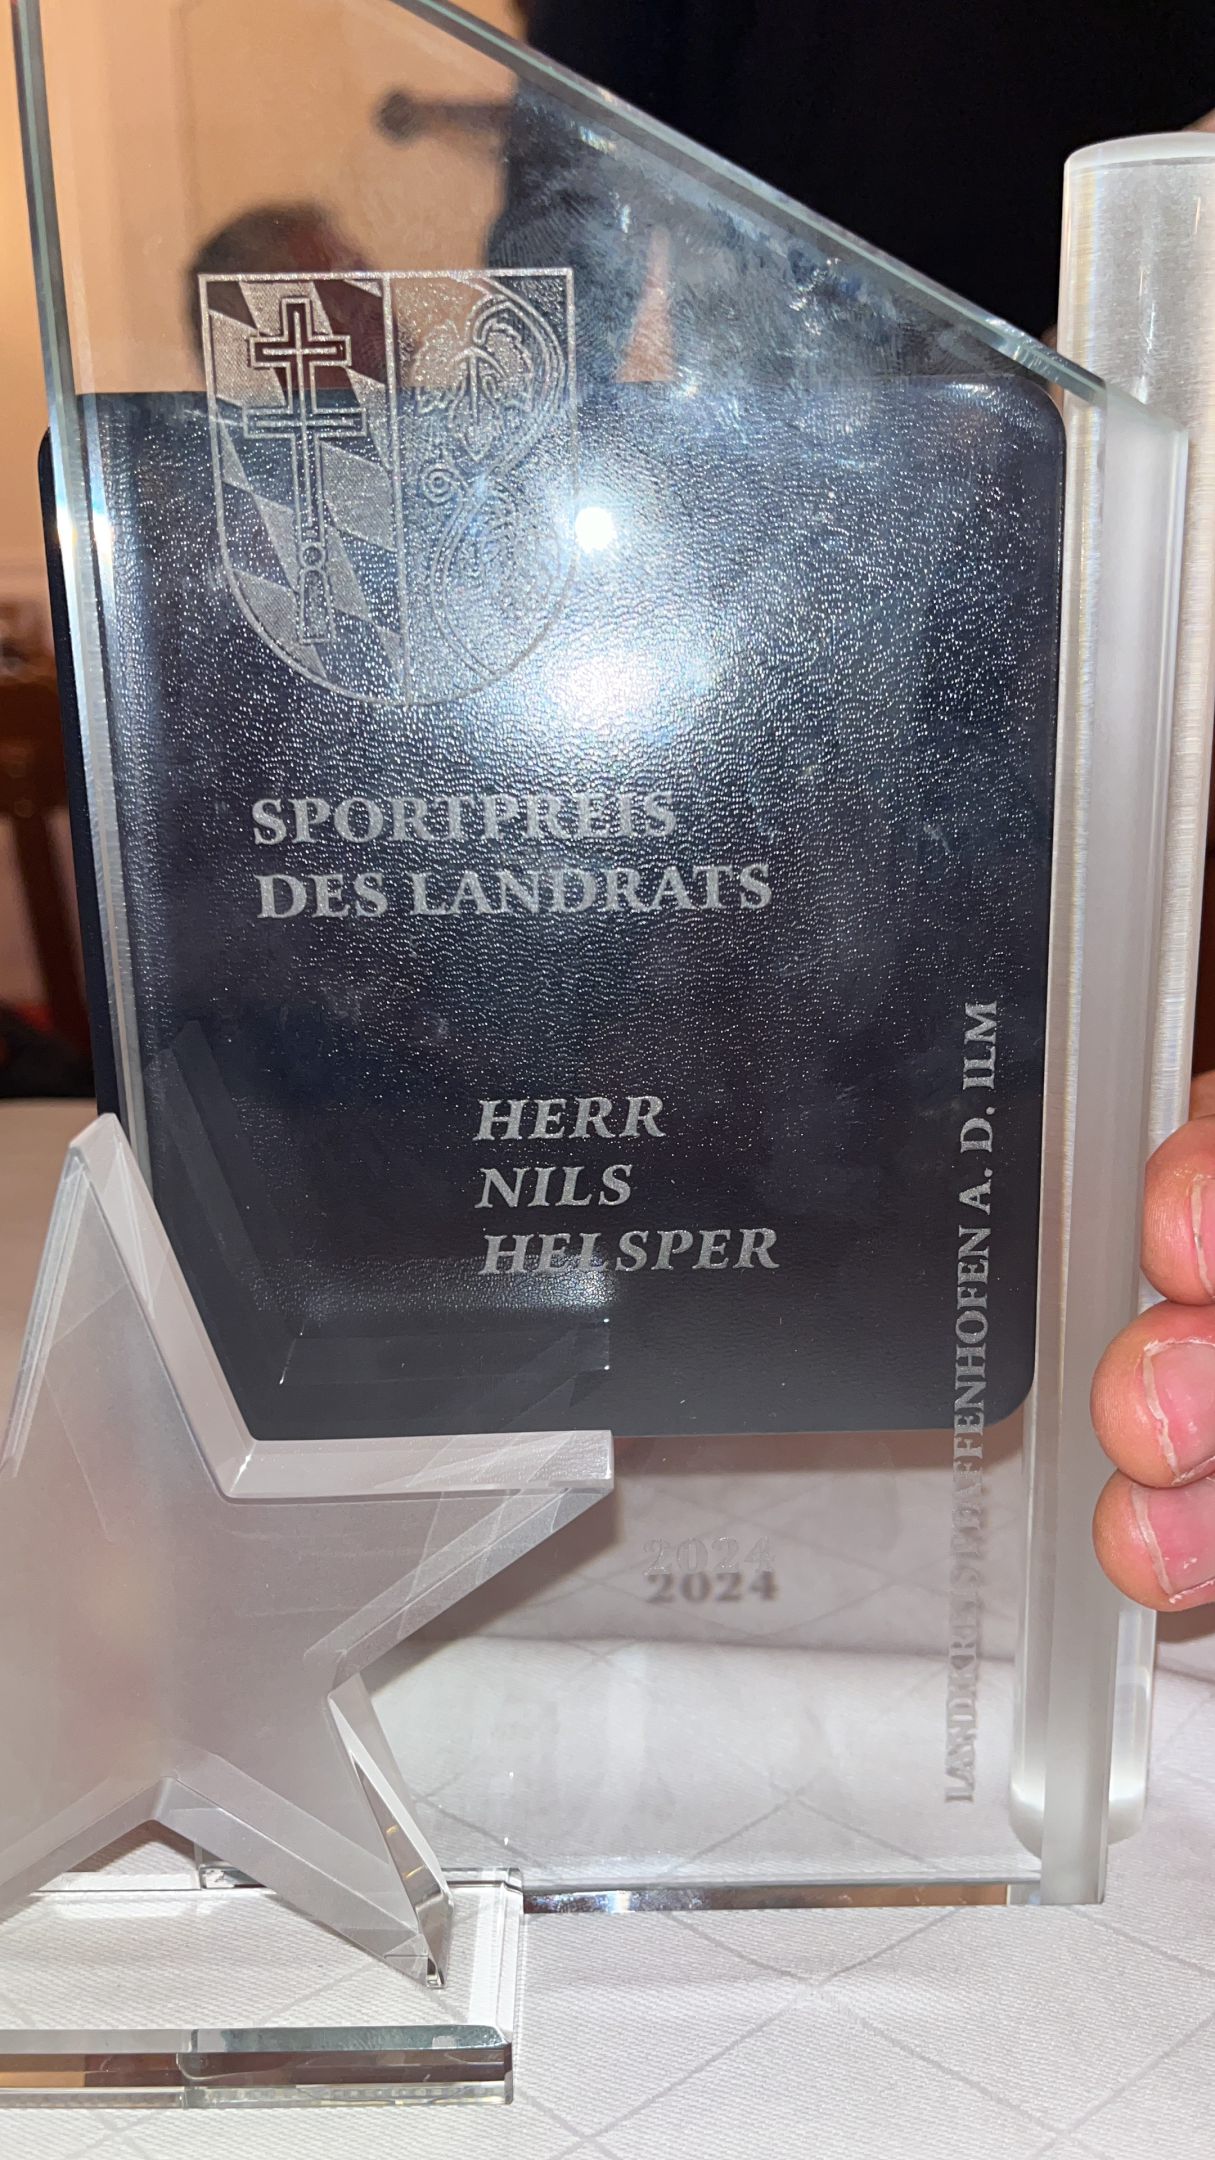 SPORTPREIS
DES LANDRATS
HERR
NILS
HELSPER
2024
LANDKREIS PFAFFENHOFEN A. D. ILM